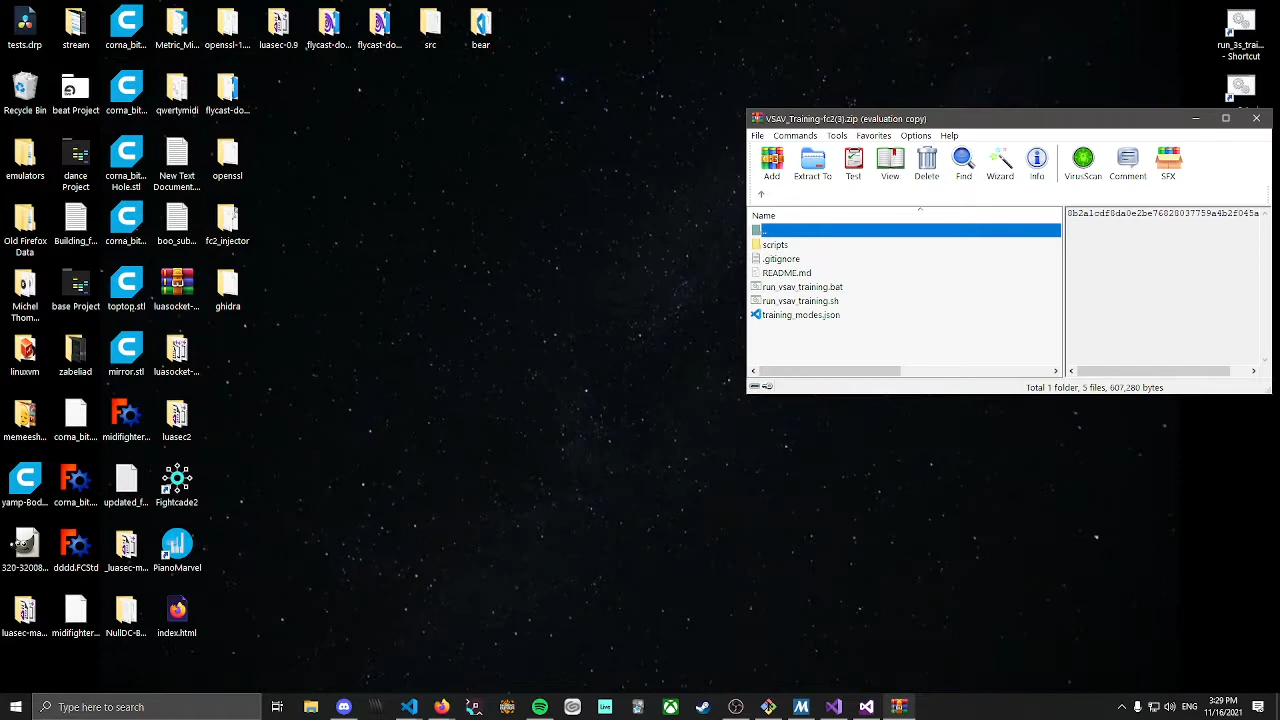 tests.drp
stream
corna_bit...
Metric_Mi...
openssl-1....
luasec-0.9
flycast-do...
flycast-do...
src
bear
run_3s_trai...
- Shortcut
Recycle Bin
beat Project
corna_bit...
qwertymidi
flycast-do...
VSAV_Training-fc2(3).zip (evaluation copy)
File Commands Tools Favorites Options Help
Add
Extract To
Test
View
Delete
Find
Wizard
Info
VirusScan
Comment
SFX
Name
..
scripts
.gitignore
README.md
run_vsav_training.bat
run_vsav_training.sh
training_modes.json
Total 1 folder, 5 files, 607,280 bytes
emulators
dance
Project
corna_bit...
Hole.stl
New Text
Document...
openssl
Old Firefox
Data
Building_f...
corna_bit...
boo_sub...
fc2_injector
Michel
Thom...
base Project
toptop.stl
luasocket-...
ghidra
linuxvm
zabeliad
mirror.stl
luasocket-...
memeesh...
corna_bit...
midifighter...
luasec2
yamp-Bod...
corna_bit...
updated_f...
Fightcade2
320-32008...
dddd.FCStd
_luasec-m...
PianoMarvel
luasec-ma...
midifighter...
NullDC-B...
index.html
Type here to search
Live
3:29 PM
11/16/2021